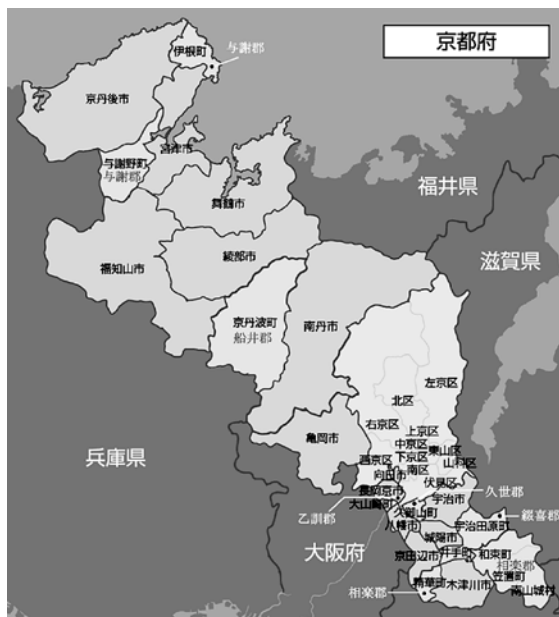 京都府
伊根町
与謝郡
京丹後市
宮津市
与謝野町
与謝郡
舞鶴市
福井県
滋賀県
福知山市
綾部市
京丹波町
船井郡
南丹市
左京区
北区
右京区
上京区
中京区
東山区
下京区
山科区
亀岡市
西京区
南区
向日市
伏見区
兵庫県
長岡京市
久世郡
大山崎町
宇治市
久御山町
乙訓郡
八幡市
綴喜郡
宇治田原町
大阪府
城陽市
京田辺市
井手町
和束町
相楽郡
精華町
木津川市
笠置町
相楽郡
南山城村